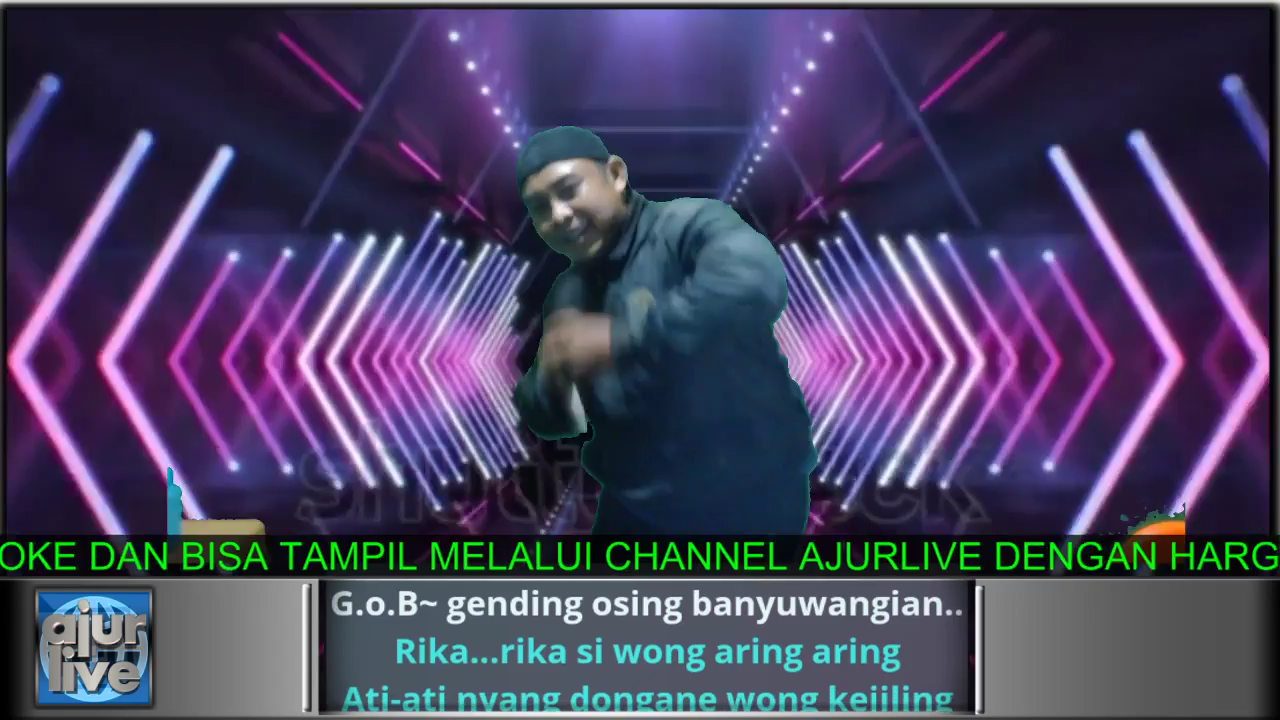 shutterstock
OKE DAN BISA TAMPIL MELALUI CHANNEL AJURLIVE DENGAN HARG
ajur
live
G.o.B~ gending osing banyuwangian..
Rika...rika si wong aring aring
Ati-ati nyang dongane wong kejiling